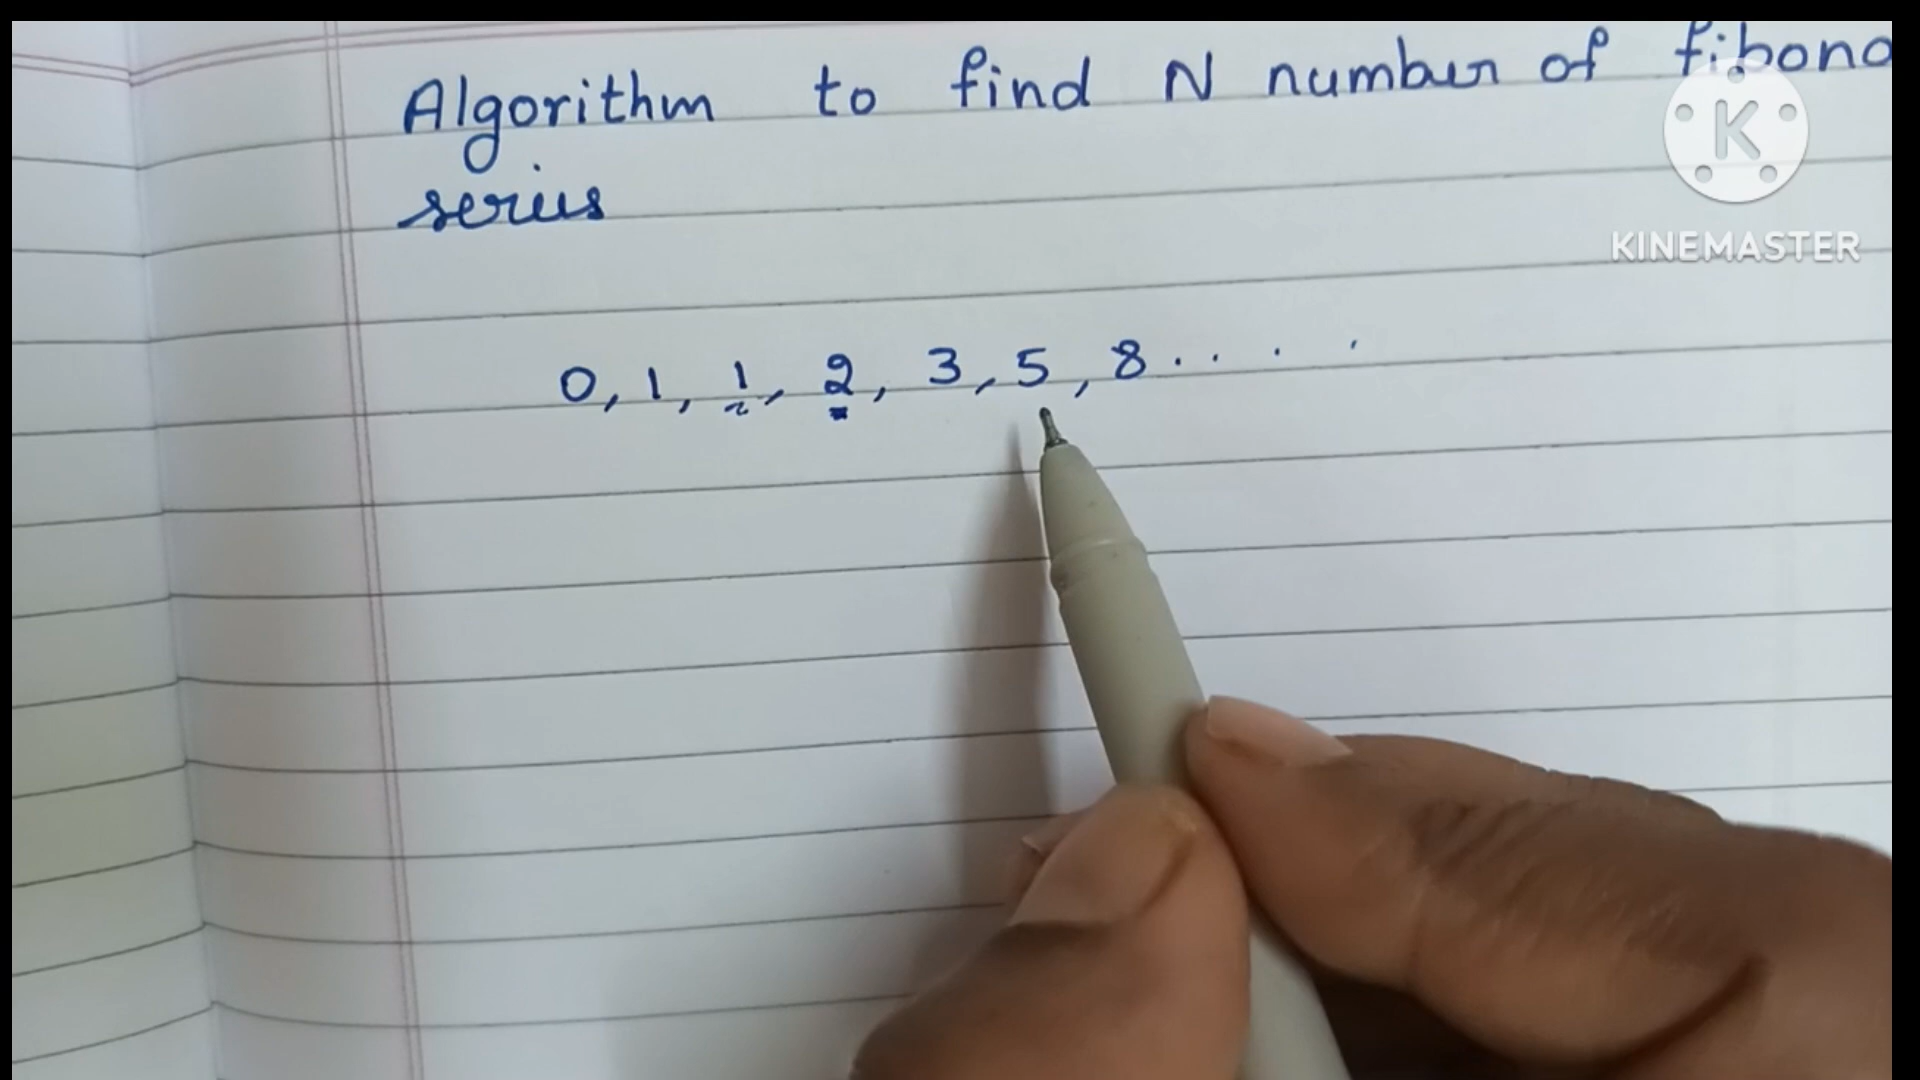 Algorithm to find N number of fibona
series
0, 1, 1, 2, 3, 5, 8 . . . .
K
KINEMASTER